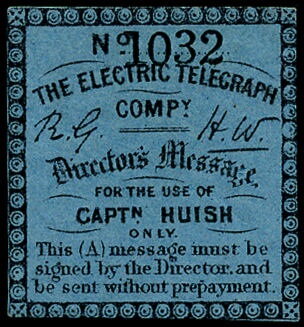 No 1032
THE ELECTRIC TELEGRAPH
COMPY.
R.G. H.W.
Director's Message
FOR THE USE OF
CAPTN. HUISH
ONLY.
This (A) message must be
signed by the Director, and
be sent without prepayment.